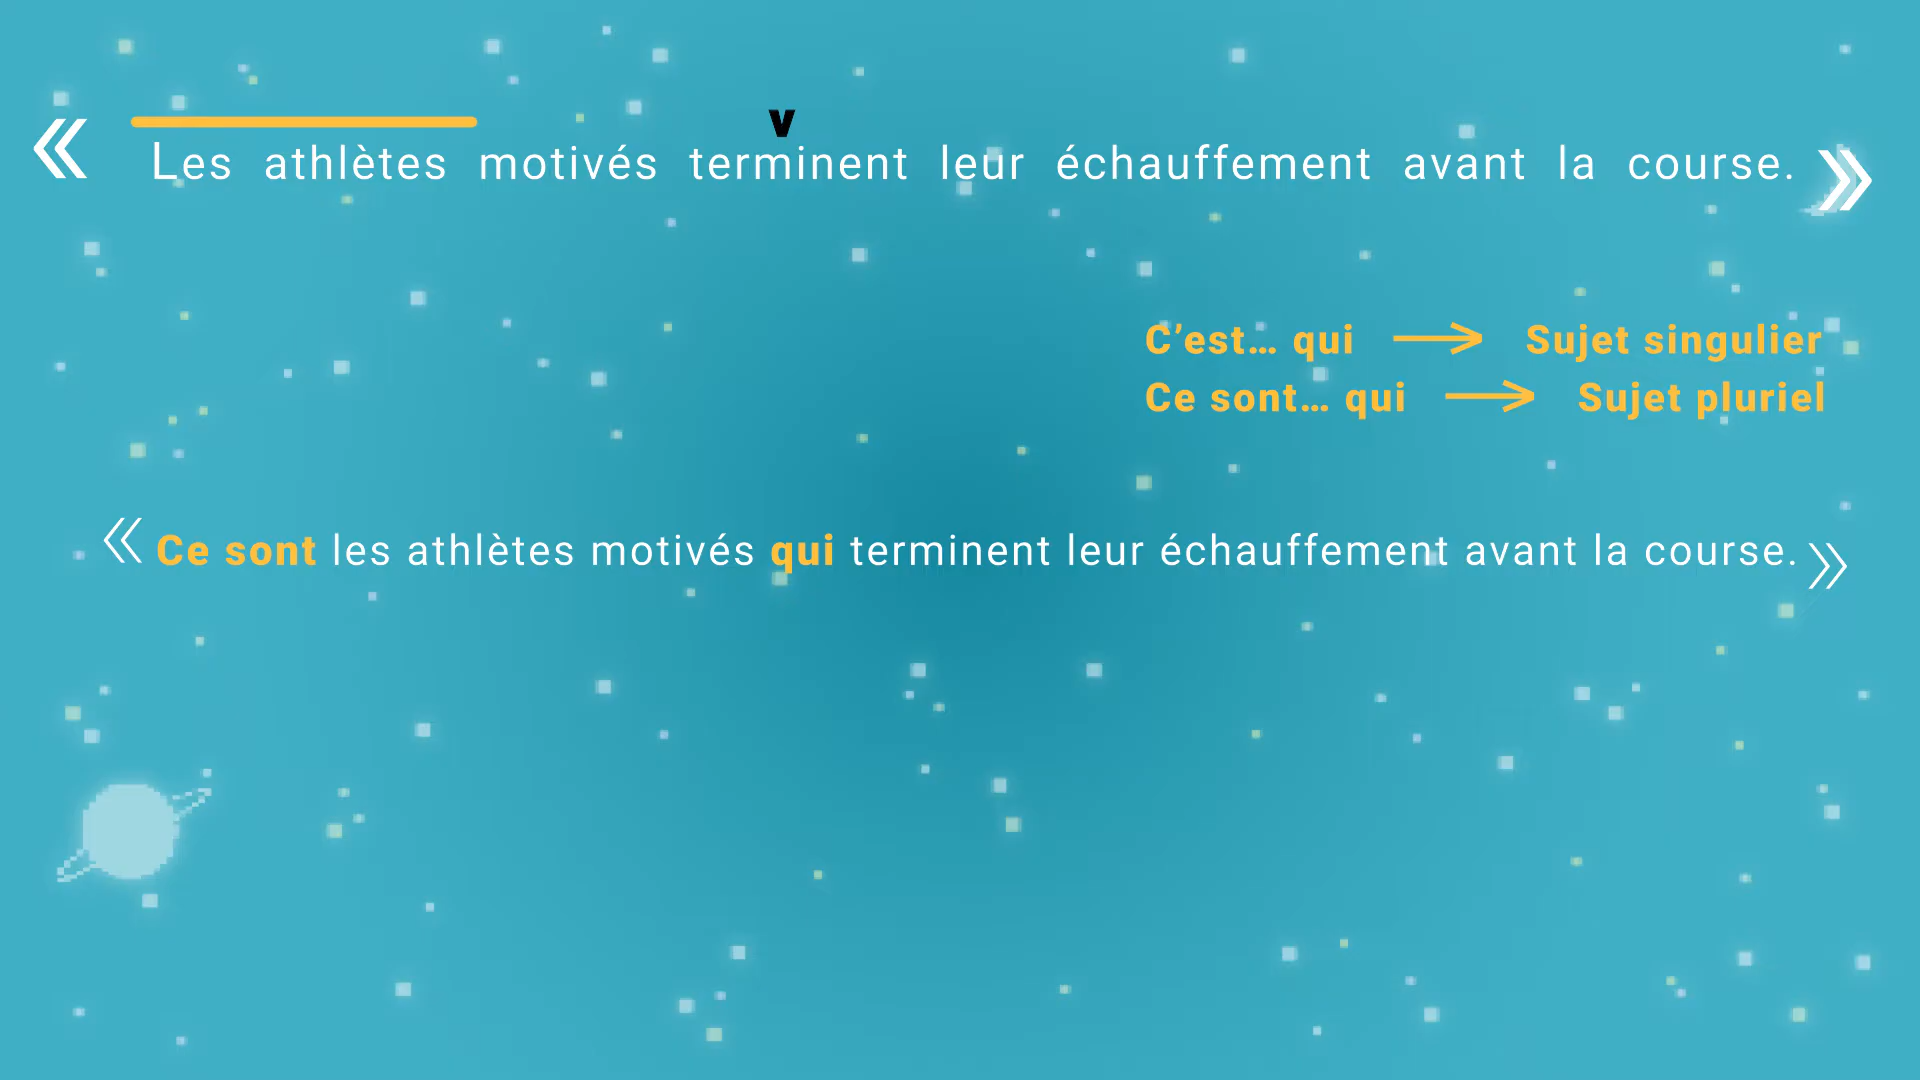 V
« Les athlètes motivés terminent leur échauffement avant la course. »
C’est… qui → Sujet singulier
Ce sont… qui → Sujet pluriel
« Ce sont les athlètes motivés qui terminent leur échauffement avant la course. »